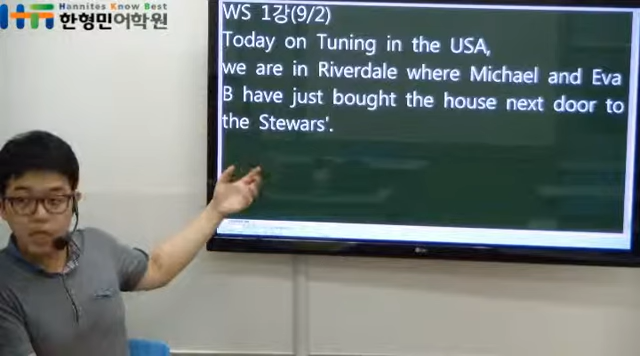 Hannites Know Best
한형민어학원
WS 1강(9/2)
Today on Tuning in the USA,
we are in Riverdale where Michael and Eva
B have just bought the house next door to
the Stewars'.
LG